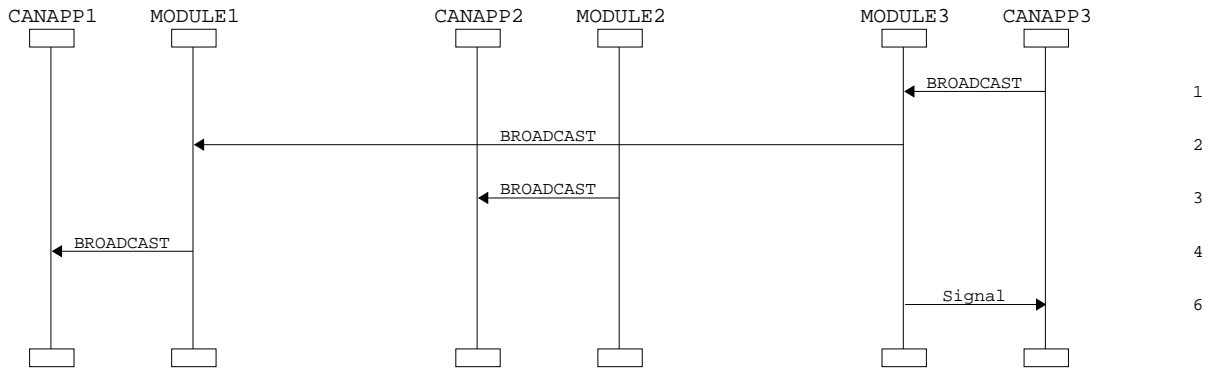 CANAPP1 MODULE1 CANAPP2 MODULE2 MODULE3 CANAPP3
BROADCAST 1
BROADCAST 2
BROADCAST 3
BROADCAST 4
Signal 6